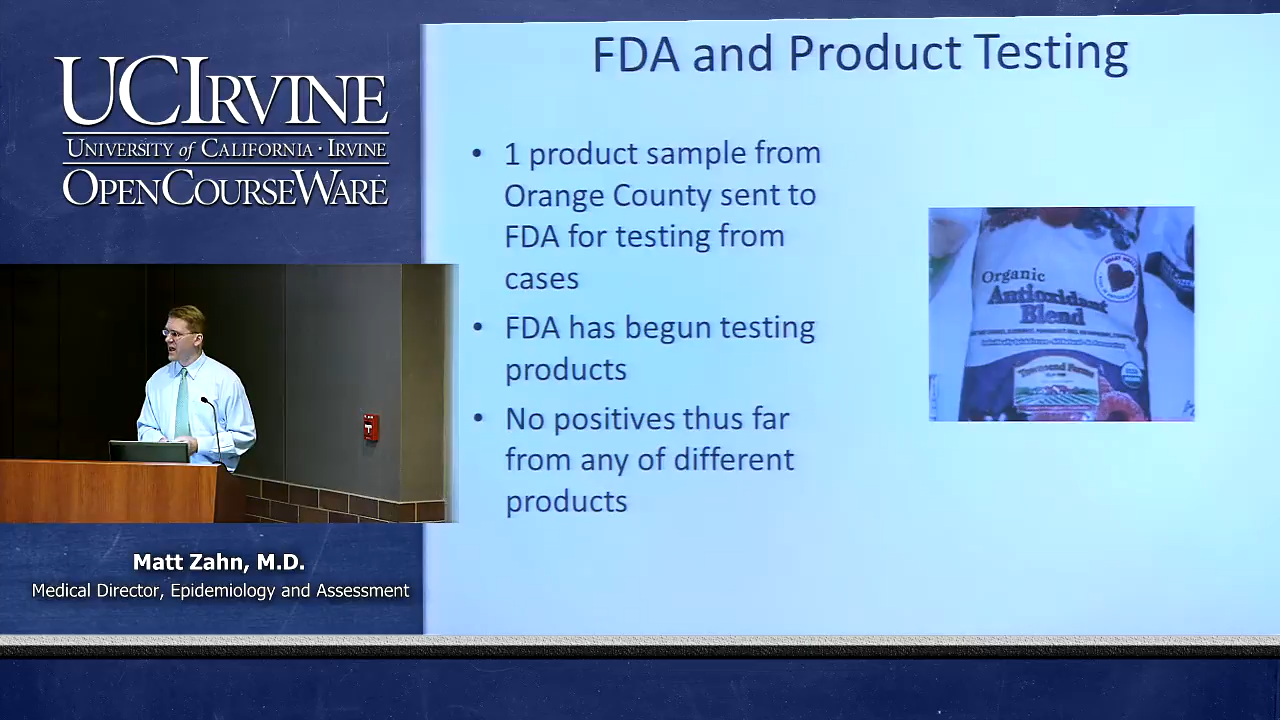 UCIRVINE
UNIVERSITY of CALIFORNIA · IRVINE
OPENCOURSEWARE
Matt Zahn, M.D.
Medical Director, Epidemiology and Assessment
FDA and Product Testing
• 1 product sample from
Orange County sent to
FDA for testing from
cases
• FDA has begun testing
products
• No positives thus far
from any of different
products
Organic
Antioxidant
Blend
Townsend Farms